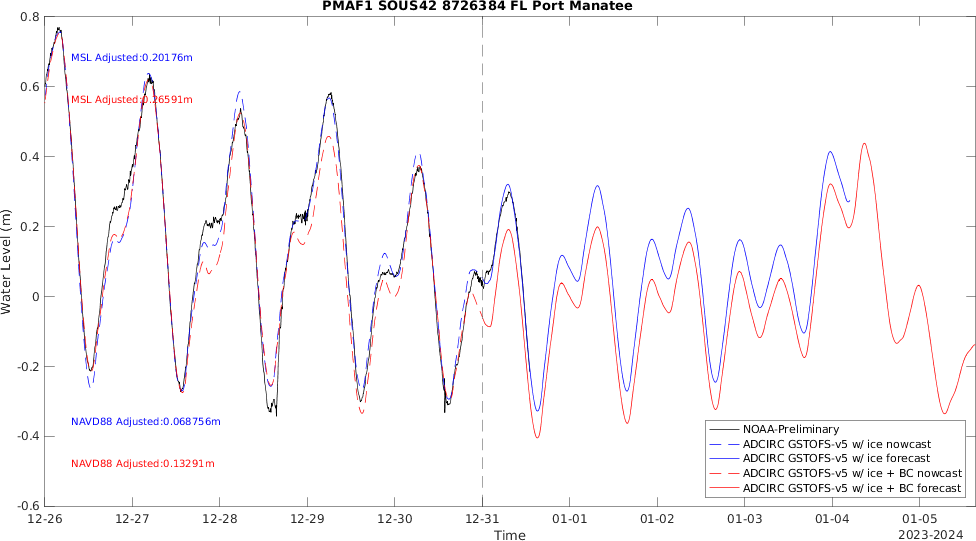 PMAF1 SOUS42 8726384 FL Port Manatee
0.8
0.6
0.4
0.2
0
-0.2
-0.4
-0.6
Water Level (m)
MSL Adjusted:0.20176m
MSL Adjusted:0.26591m
NAVD88 Adjusted:0.068756m
NAVD88 Adjusted:0.13291m
NOAA-Preliminary
ADCIRC GSTOFS-v5 w/ ice nowcast
ADCIRC GSTOFS-v5 w/ ice forecast
ADCIRC GSTOFS-v5 w/ ice + BC nowcast
ADCIRC GSTOFS-v5 w/ ice + BC forecast
12-26 12-27 12-28 12-29 12-30 12-31 01-01 01-02 01-03 01-04 01-05
Time
2023-2024